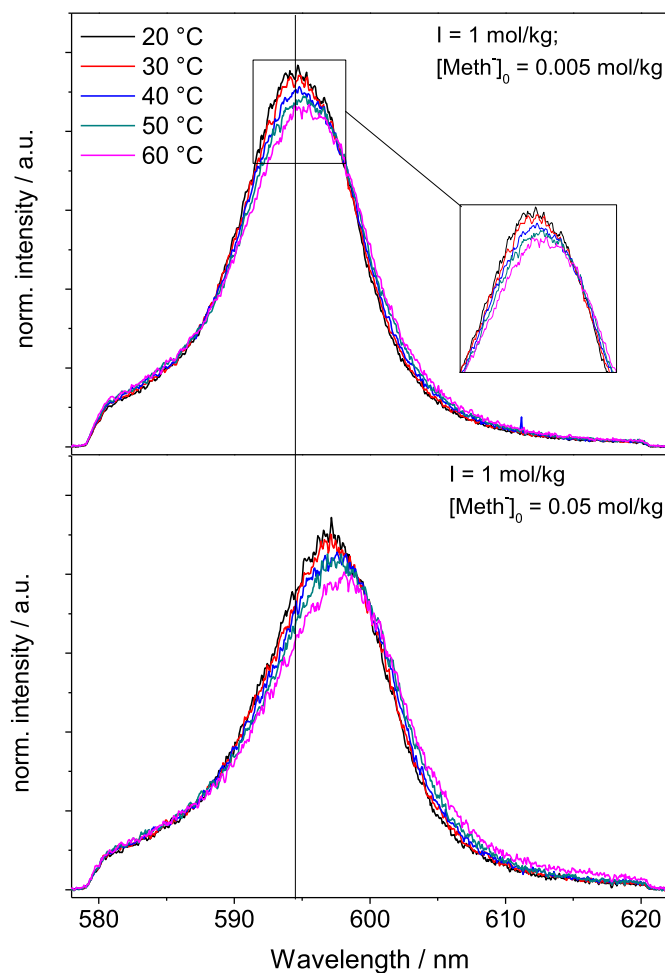 20 °C
30 °C
40 °C
50 °C
60 °C
I = 1 mol/kg;
[Meth⁻]₀ = 0.005 mol/kg
norm. intensity / a.u.
I = 1 mol/kg
[Meth⁻]₀ = 0.05 mol/kg
norm. intensity / a.u.
580 590 600 610 620
Wavelength / nm